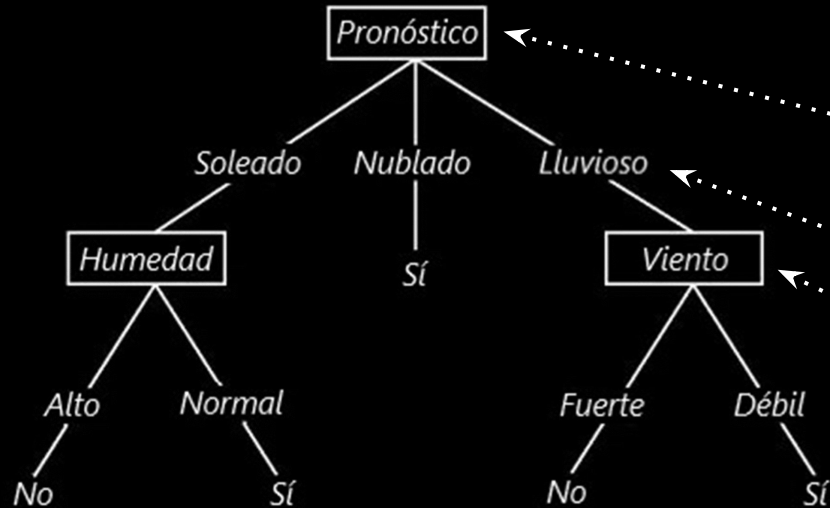 Pronóstico
Soleado Nublado Lluvioso
Humedad Sí Viento
Alto Normal Fuerte Débil
No Sí No Sí